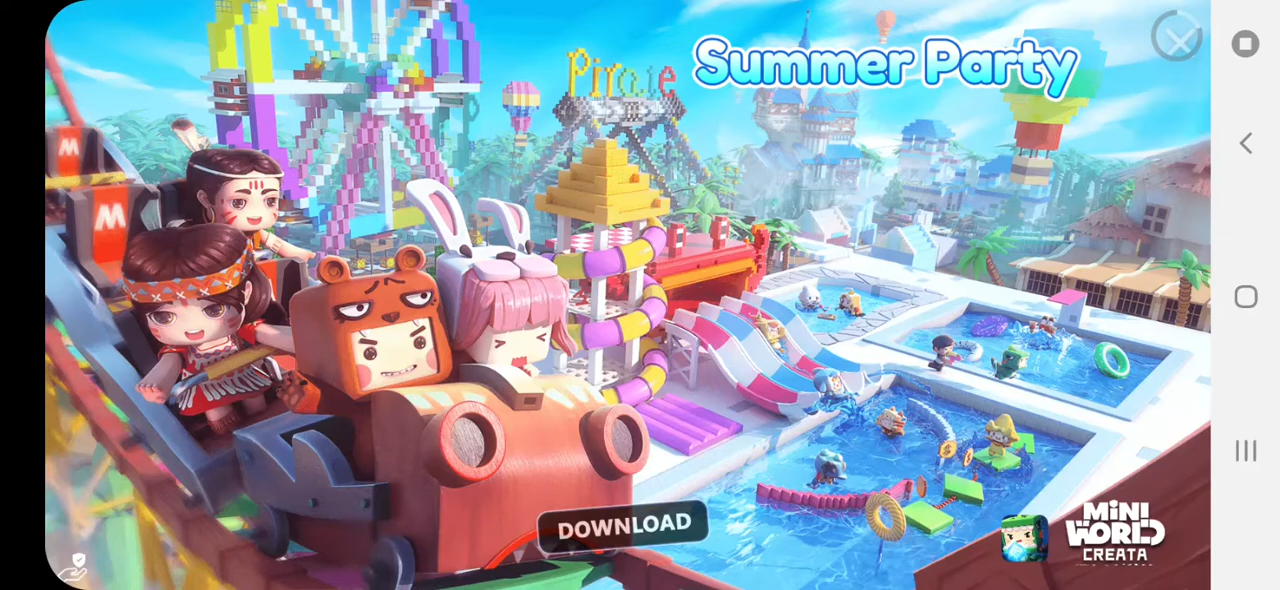 Pirate
Summer Party
M
M
DOWNLOAD
MiNi
WORLD
CREATA